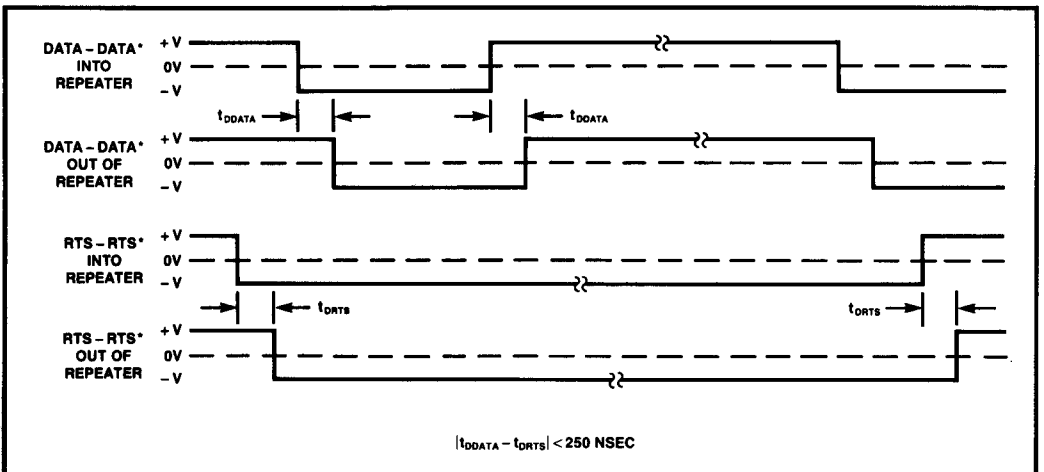 DATA – DATA*
INTO
REPEATER
+ V
0V
– V
tDDATA
tDDATA
DATA – DATA*
OUT OF
REPEATER
+ V
0V
– V
RTS – RTS*
INTO
REPEATER
+ V
0V
– V
tDRTS
tDRTS
RTS – RTS*
OUT OF
REPEATER
+ V
0V
– V
|tDDATA – tDRTS| < 250 NSEC